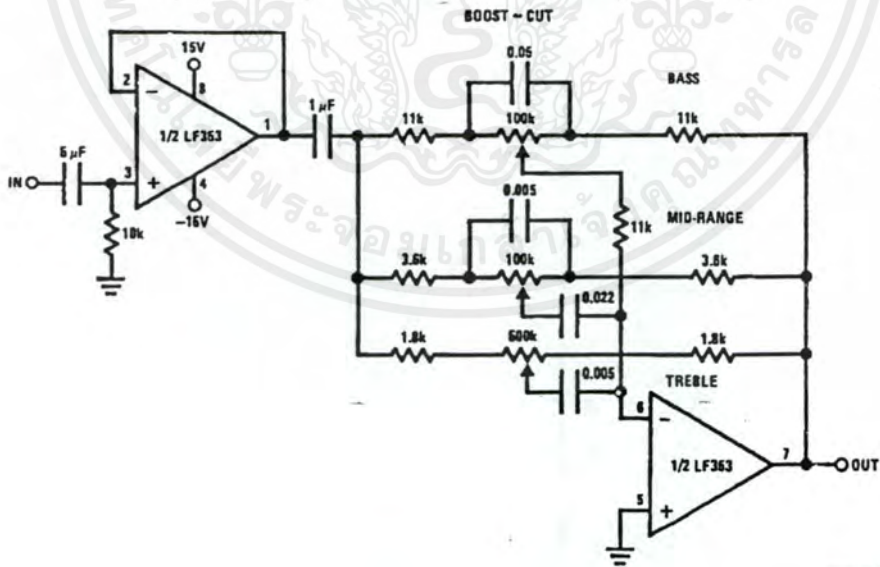 BOOST ~ CUT
0.05
BASS
15V
8
2
−
1/2 LF353
1
1 μF
11k
100k
11k
IN
5 μF
3
+
4
−15V
10k
0.005
11k
MID-RANGE
3.6k
100k
3.6k
0.022
1.8k
500k
1.8k
0.005
TREBLE
6
−
1/2 LF353
7
OUT
5
+